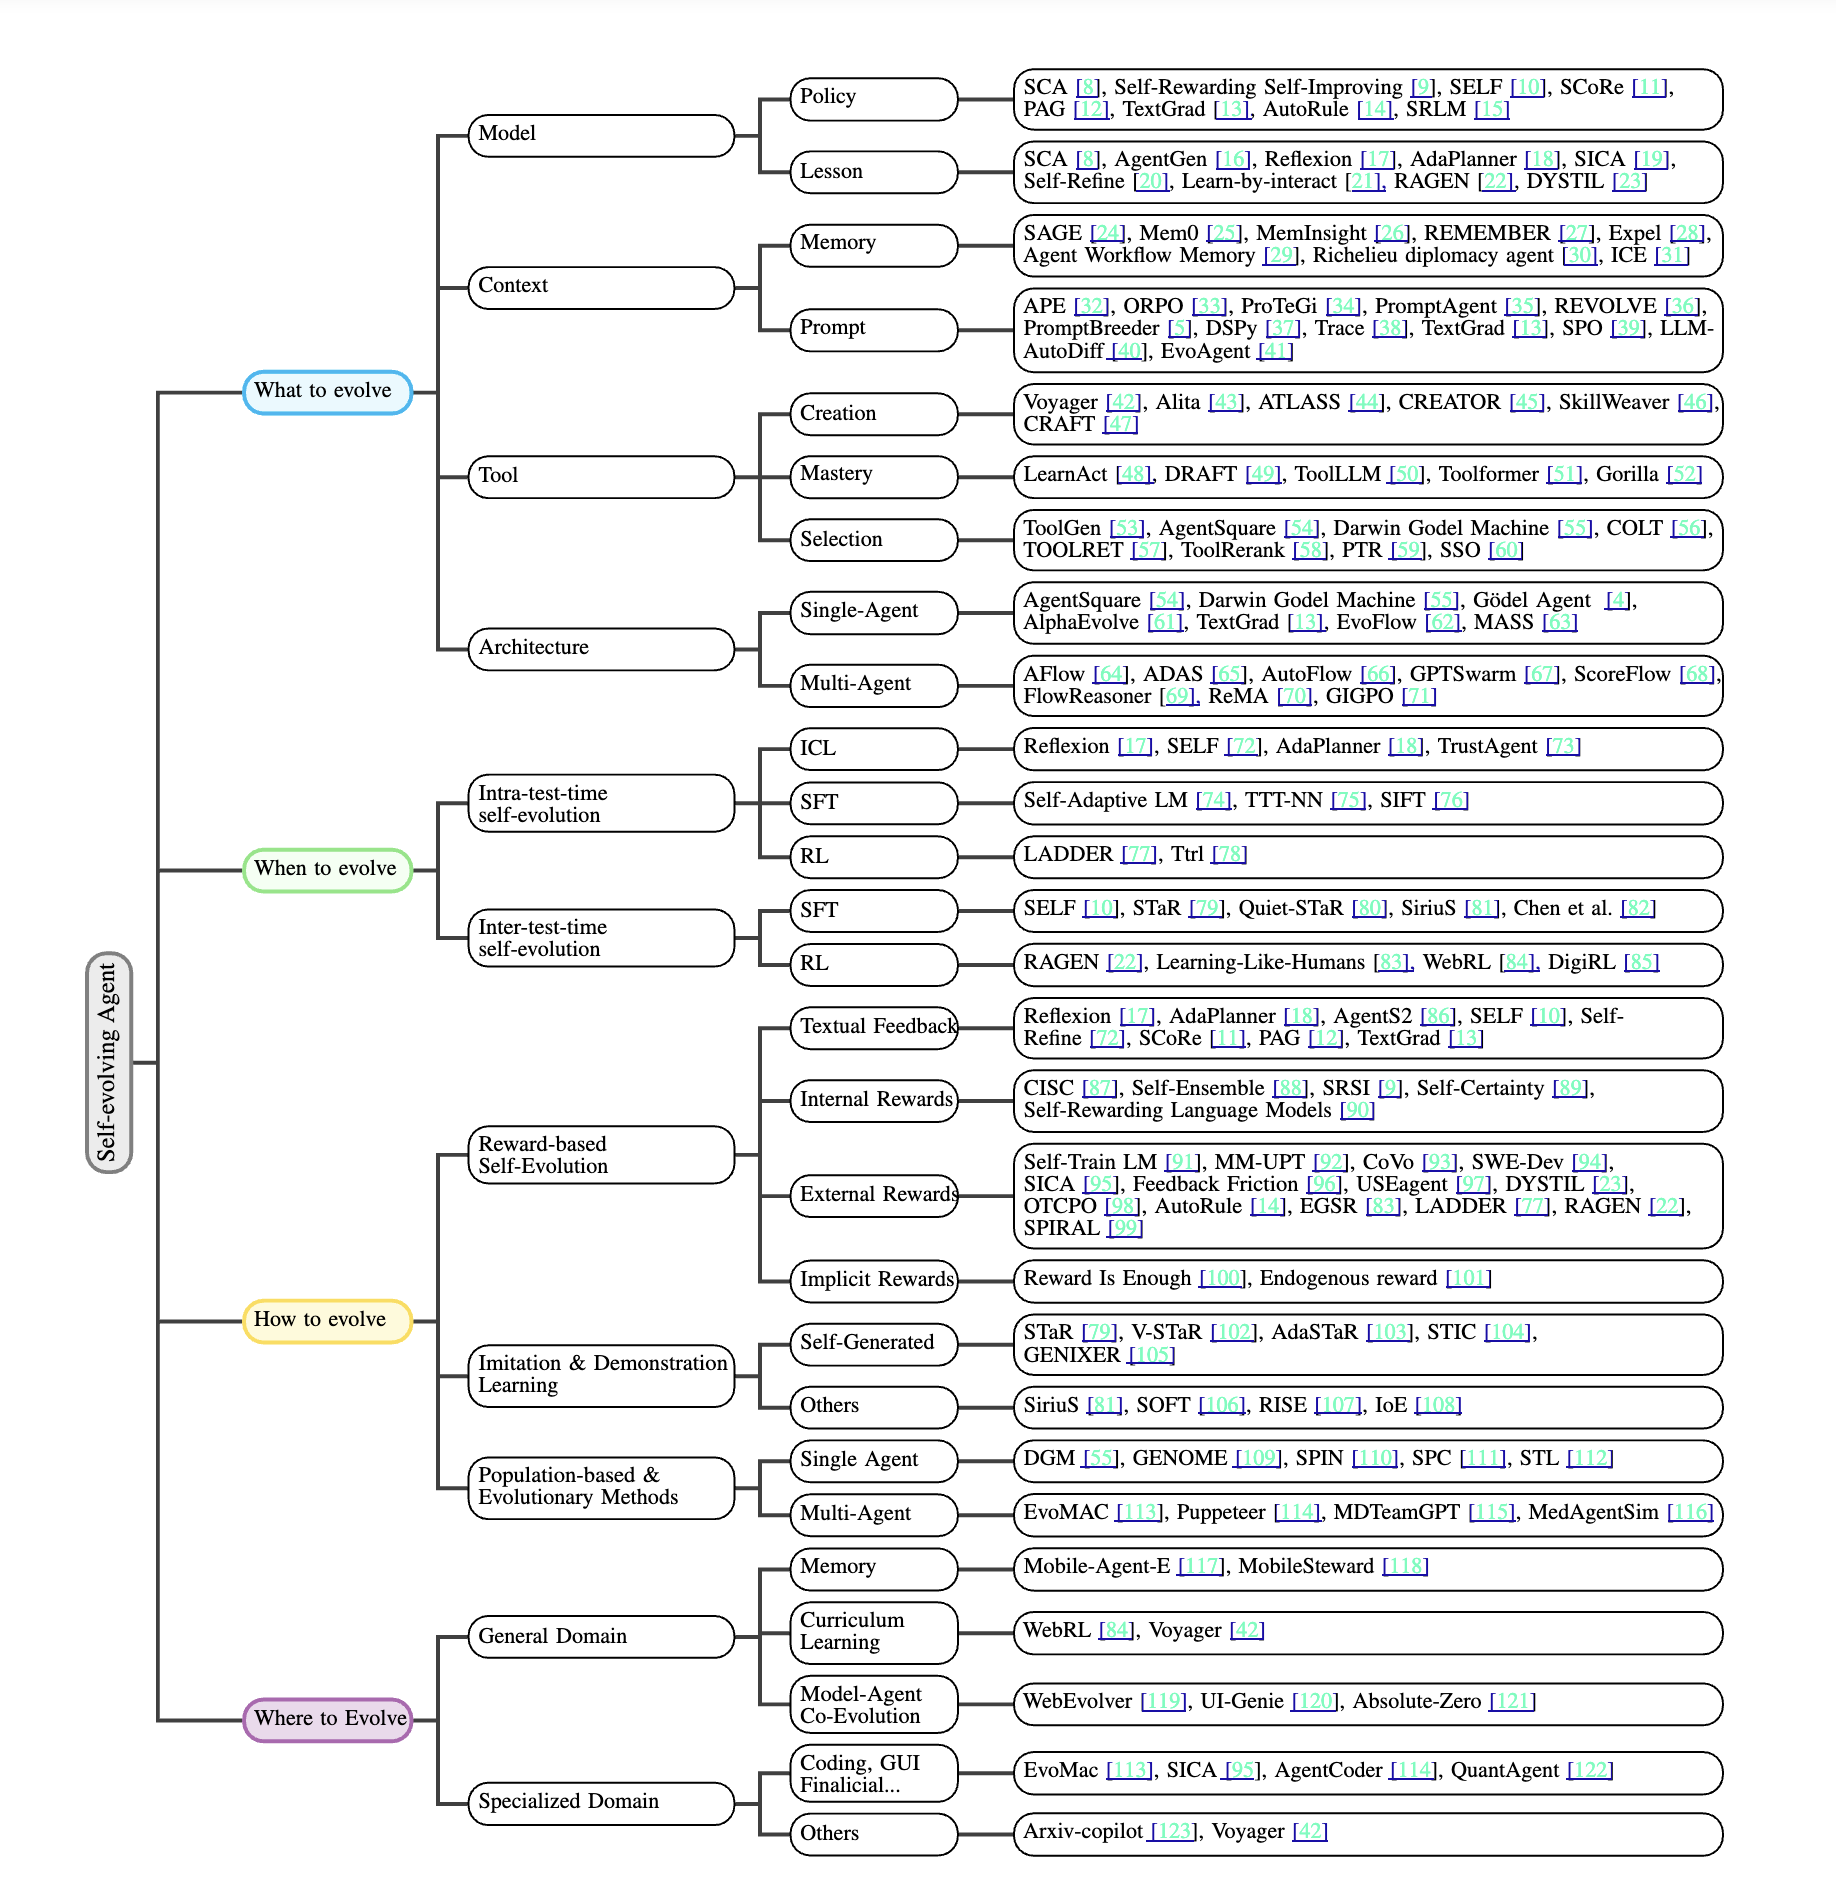 Self-evolving Agent
What to evolve
Model
Policy
SCA [8], Self-Rewarding Self-Improving [9], SELF [10], SCoRe [11],
PAG [12], TextGrad [13], AutoRule [14], SRLM [15]
Lesson
SCA [8], AgentGen [16], Reflexion [17], AdaPlanner [18], SICA [19],
Self-Refine [20], Learn-by-interact [21], RAGEN [22], DYSTIL [23]
Context
Memory
SAGE [24], Mem0 [25], MemInsight [26], REMEMBER [27], Expel [28],
Agent Workflow Memory [29], Richelieu diplomacy agent [30], ICE [31]
Prompt
APE [32], ORPO [33], ProTeGi [34], PromptAgent [35], REVOLVE [36],
PromptBreeder [5], DSPy [37], Trace [38], TextGrad [13], SPO [39], LLM-
AutoDiff [40], EvoAgent [41]
Tool
Creation
Voyager [42], Alita [43], ATLASS [44], CREATOR [45], SkillWeaver [46],
CRAFT [47]
Mastery
LearnAct [48], DRAFT [49], ToolLLM [50], Toolformer [51], Gorilla [52]
Selection
ToolGen [53], AgentSquare [54], Darwin Godel Machine [55], COLT [56],
TOOLRET [57], ToolRerank [58], PTR [59], SSO [60]
Architecture
Single-Agent
AgentSquare [54], Darwin Godel Machine [55], Gödel Agent [4],
AlphaEvolve [61], TextGrad [13], EvoFlow [62], MASS [63]
Multi-Agent
AFlow [64], ADAS [65], AutoFlow [66], GPTSwarm [67], ScoreFlow [68],
FlowReasoner [69], ReMA [70], GIGPO [71]
When to evolve
Intra-test-time
self-evolution
ICL
Reflexion [17], SELF [72], AdaPlanner [18], TrustAgent [73]
SFT
Self-Adaptive LM [74], TTT-NN [75], SIFT [76]
RL
LADDER [77], Ttrl [78]
Inter-test-time
self-evolution
SFT
SELF [10], STaR [79], Quiet-STaR [80], SiriuS [81], Chen et al. [82]
RL
RAGEN [22], Learning-Like-Humans [83], WebRL [84], DigiRL [85]
How to evolve
Reward-based
Self-Evolution
Textual Feedback
Reflexion [17], AdaPlanner [18], AgentS2 [86], SELF [10], Self-
Refine [72], SCoRe [11], PAG [12], TextGrad [13]
Internal Rewards
CISC [87], Self-Ensemble [88], SRSI [9], Self-Certainty [89],
Self-Rewarding Language Models [90]
External Rewards
Self-Train LM [91], MM-UPT [92], CoVo [93], SWE-Dev [94],
SICA [95], Feedback Friction [96], USEagent [97], DYSTIL [23],
OTCPO [98], AutoRule [14], EGSR [83], LADDER [77], RAGEN [22],
SPIRAL [99]
Implicit Rewards
Reward Is Enough [100], Endogenous reward [101]
Imitation & Demonstration
Learning
Self-Generated
STaR [79], V-STaR [102], AdaSTaR [103], STIC [104],
GENIXER [105]
Others
SiriuS [81], SOFT [106], RISE [107], IoE [108]
Population-based &
Evolutionary Methods
Single Agent
DGM [55], GENOME [109], SPIN [110], SPC [111], STL [112]
Multi-Agent
EvoMAC [113], Puppeteer [114], MDTeamGPT [115], MedAgentSim [116]
Where to Evolve
General Domain
Memory
Mobile-Agent-E [117], MobileSteward [118]
Curriculum
Learning
WebRL [84], Voyager [42]
Model-Agent
Co-Evolution
WebEvolver [119], UI-Genie [120], Absolute-Zero [121]
Specialized Domain
Coding, GUI
Finalicial...
EvoMac [113], SICA [95], AgentCoder [114], QuantAgent [122]
Others
Arxiv-copilot [123], Voyager [42]